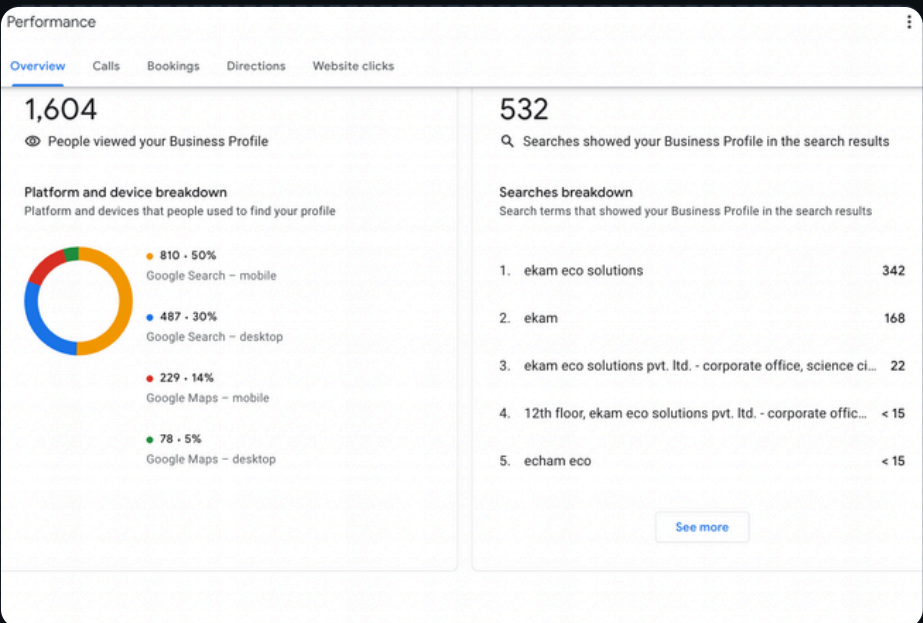 Performance
Overview Calls Bookings Directions Website clicks
1,604
People viewed your Business Profile
Platform and device breakdown
Platform and devices that people used to find your profile
810 • 50%
Google Search – mobile
487 • 30%
Google Search – desktop
229 • 14%
Google Maps – mobile
78 • 5%
Google Maps – desktop
532
Searches showed your Business Profile in the search results
Searches breakdown
Search terms that showed your Business Profile in the search results
1. ekam eco solutions 342
2. ekam 168
3. ekam eco solutions pvt. ltd. - corporate office, science ci... 22
4. 12th floor, ekam eco solutions pvt. ltd. - corporate offic... < 15
5. echam eco < 15
See more